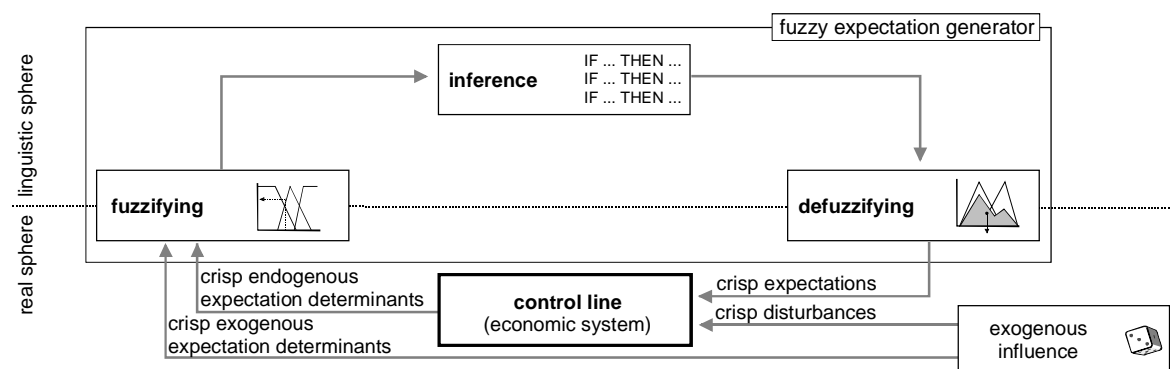 fuzzy expectation generator
linguistic sphere
real sphere
inference
IF ... THEN ...
IF ... THEN ...
IF ... THEN ...
fuzzifying
defuzzifying
crisp endogenous
expectation determinants
crisp exogenous
expectation determinants
control line
(economic system)
crisp expectations
crisp disturbances
exogenous
influence